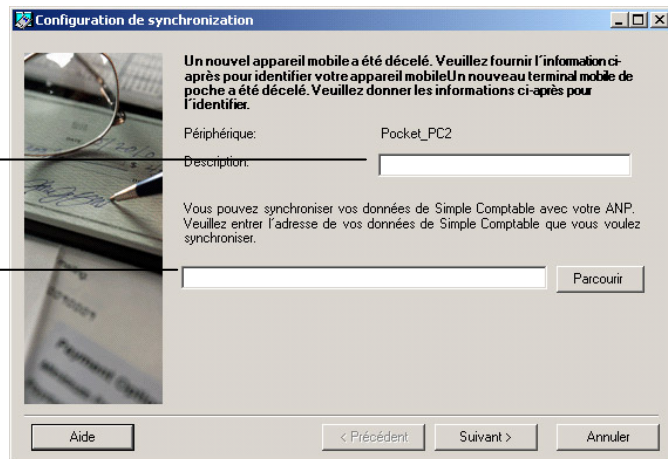 Configuration de synchronization
Un nouvel appareil mobile a été décelé. Veuillez fournir l´information ci-
après pour identifier votre appareil mobileUn nouveau terminal mobile de
poche a été décelé. Veuillez donner les informations ci-après pour
l´identifier.
Périphérique: Pocket_PC2
Description:
Vous pouvez synchroniser vos données de Simple Comptable avec votre ANP.
Veuillez entrer l´adresse de vos données de Simple Comptable que vous voulez
synchroniser.
Parcourir
Payment Option
Aide
< Précédent
Suivant >
Annuler